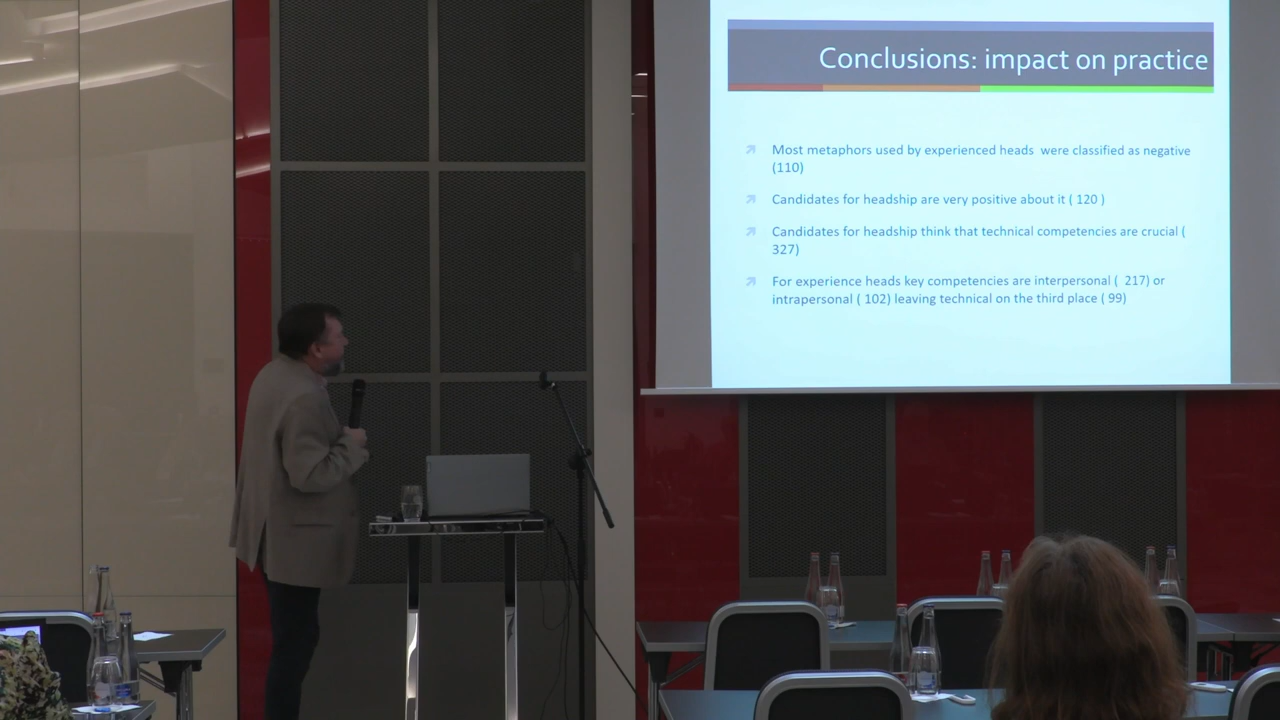 Conclusions: impact on practice
Most metaphors used by experienced heads were classified as negative
(110)
Candidates for headship are very positive about it ( 120 )
Candidates for headship think that technical competencies are crucial (
327)
For experience heads key competencies are interpersonal ( 217) or
intrapersonal ( 102) leaving technical on the third place ( 99)